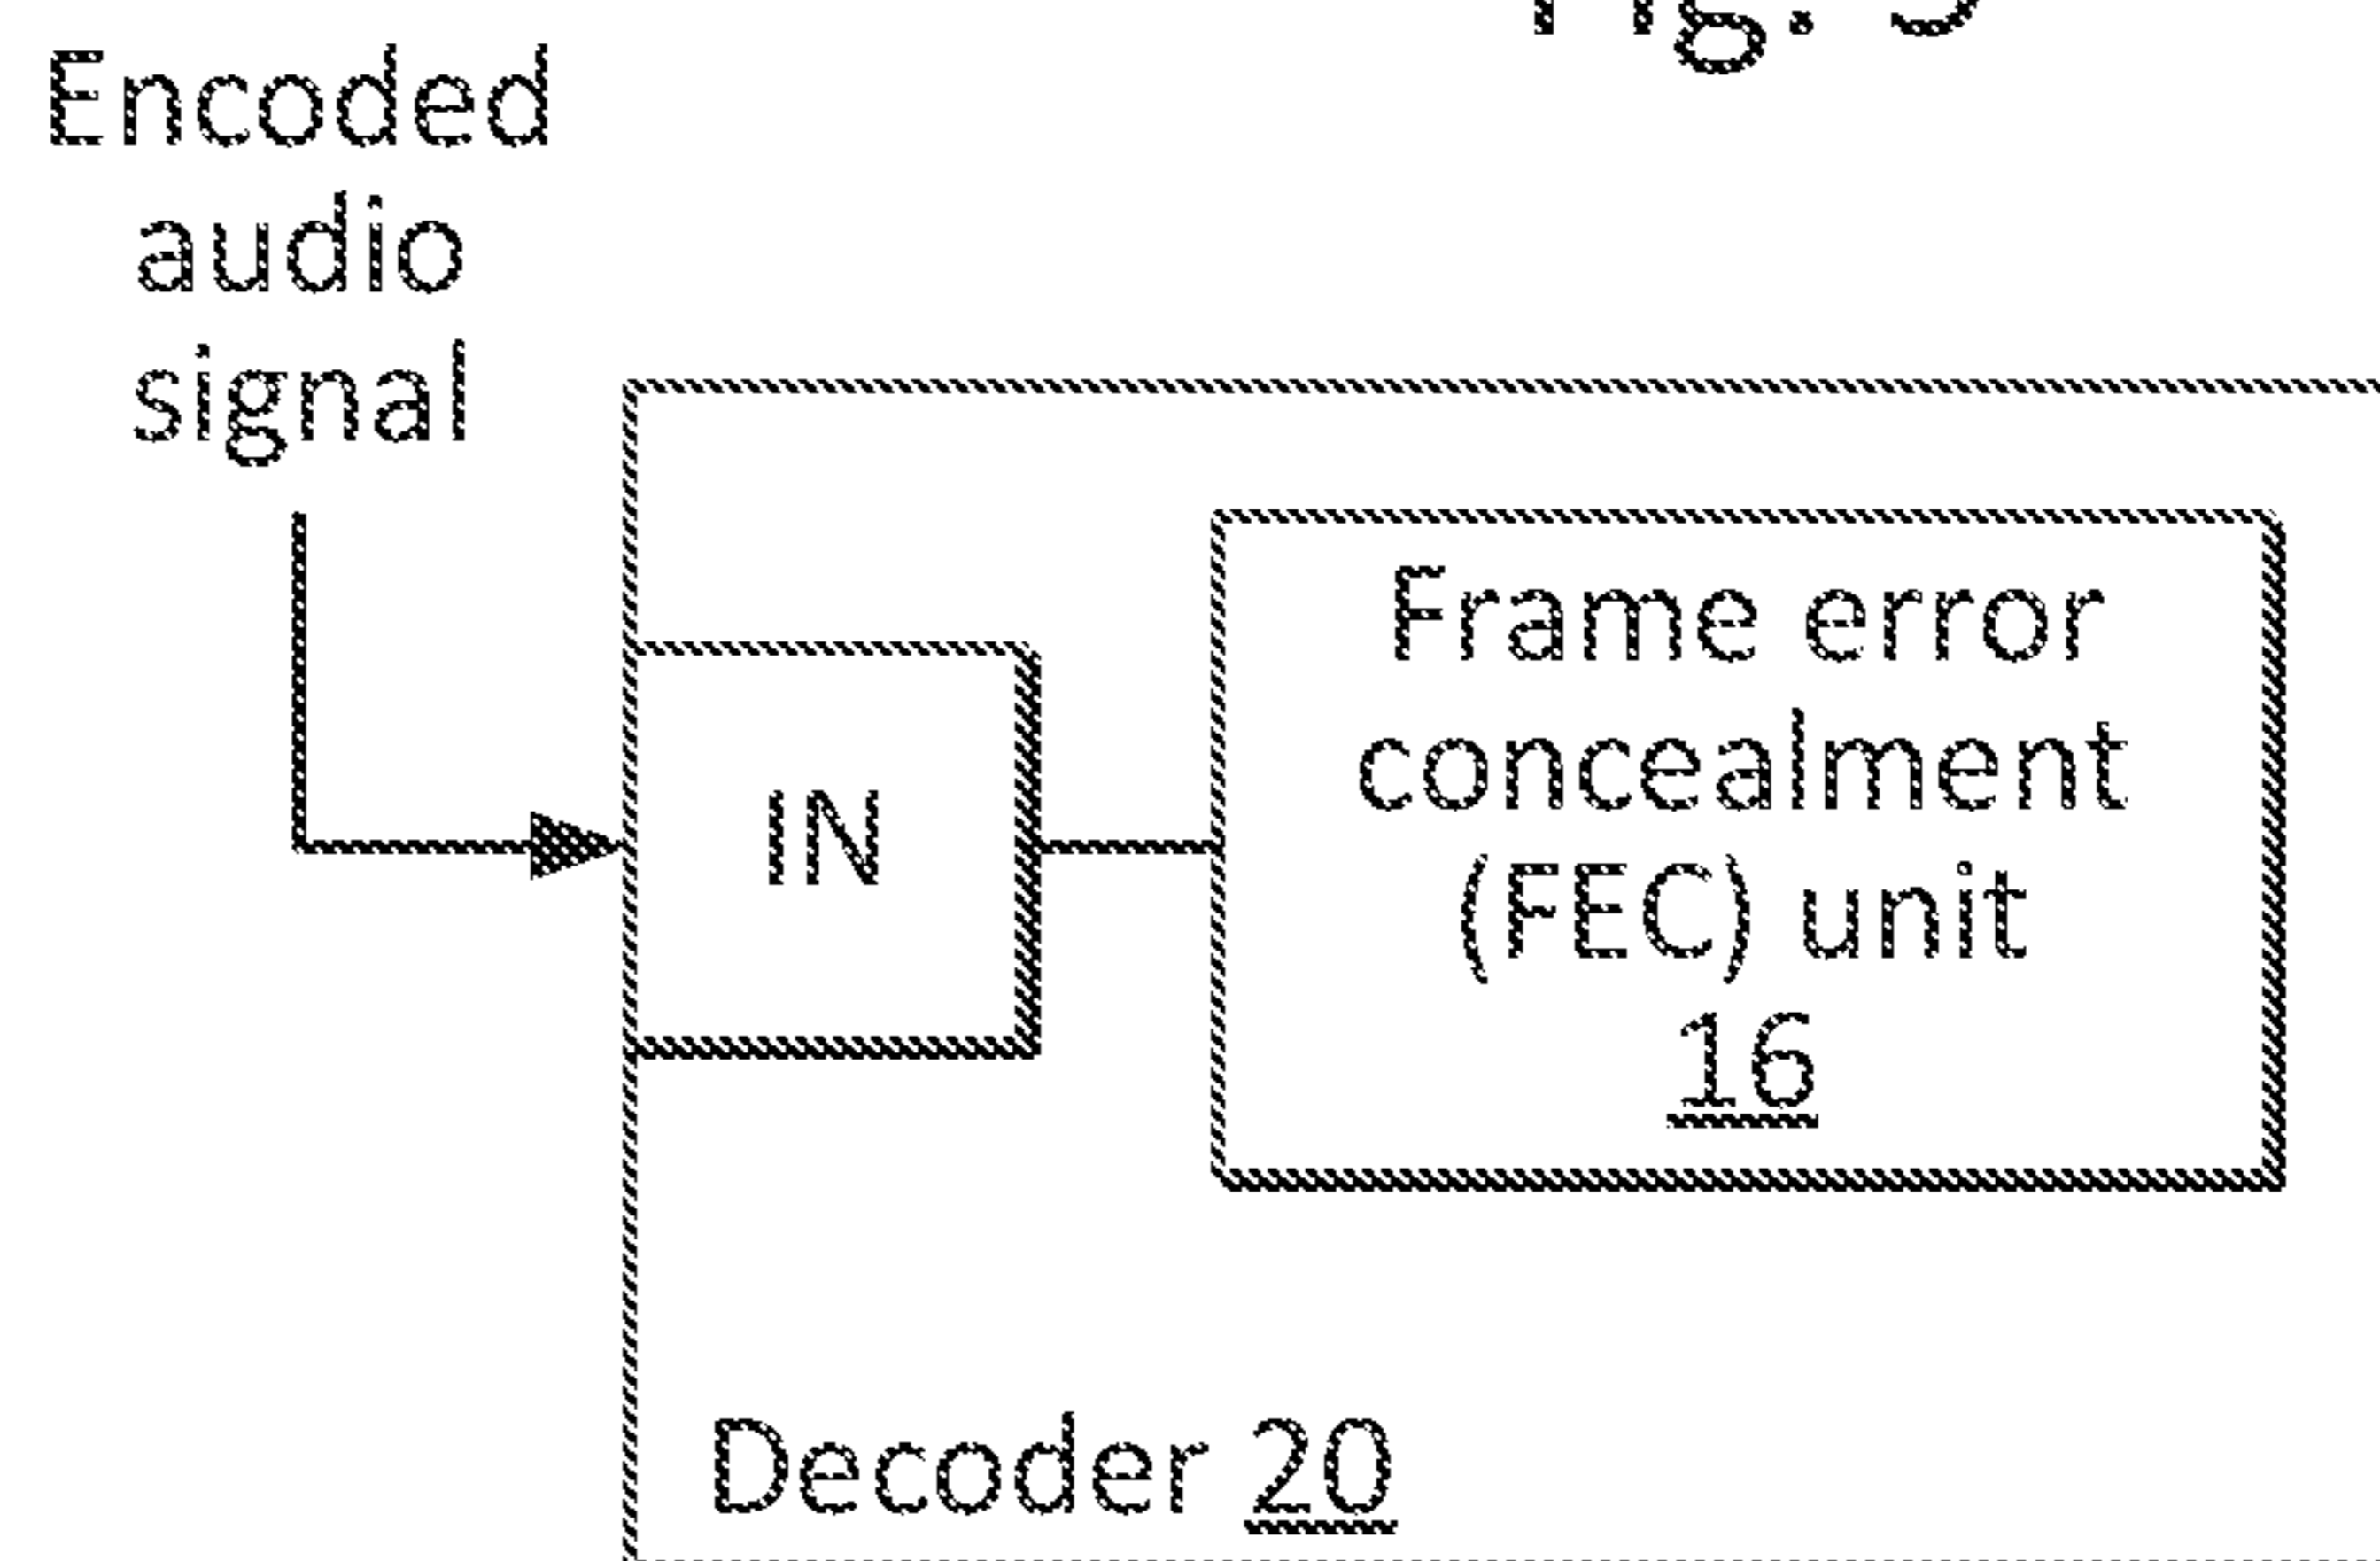 Encoded
audio
signal
IN
Frame error
concealment
(FEC) unit
16
Decoder 20